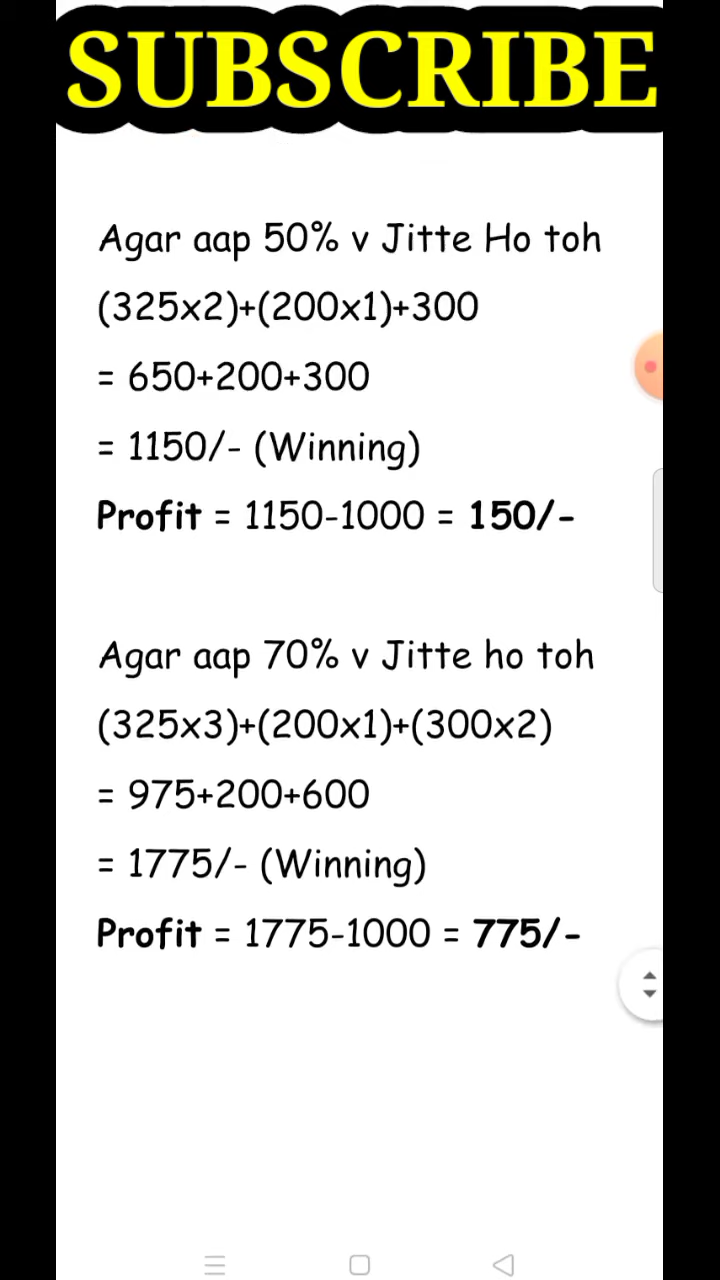 SUBSCRIBE
Agar aap 50% v Jitte Ho toh
(325x2)+(200x1)+300
= 650+200+300
= 1150/- (Winning)
Profit = 1150-1000 = 150/-
Agar aap 70% v Jitte ho toh
(325x3)+(200x1)+(300x2)
= 975+200+600
= 1775/- (Winning)
Profit = 1775-1000 = 775/-